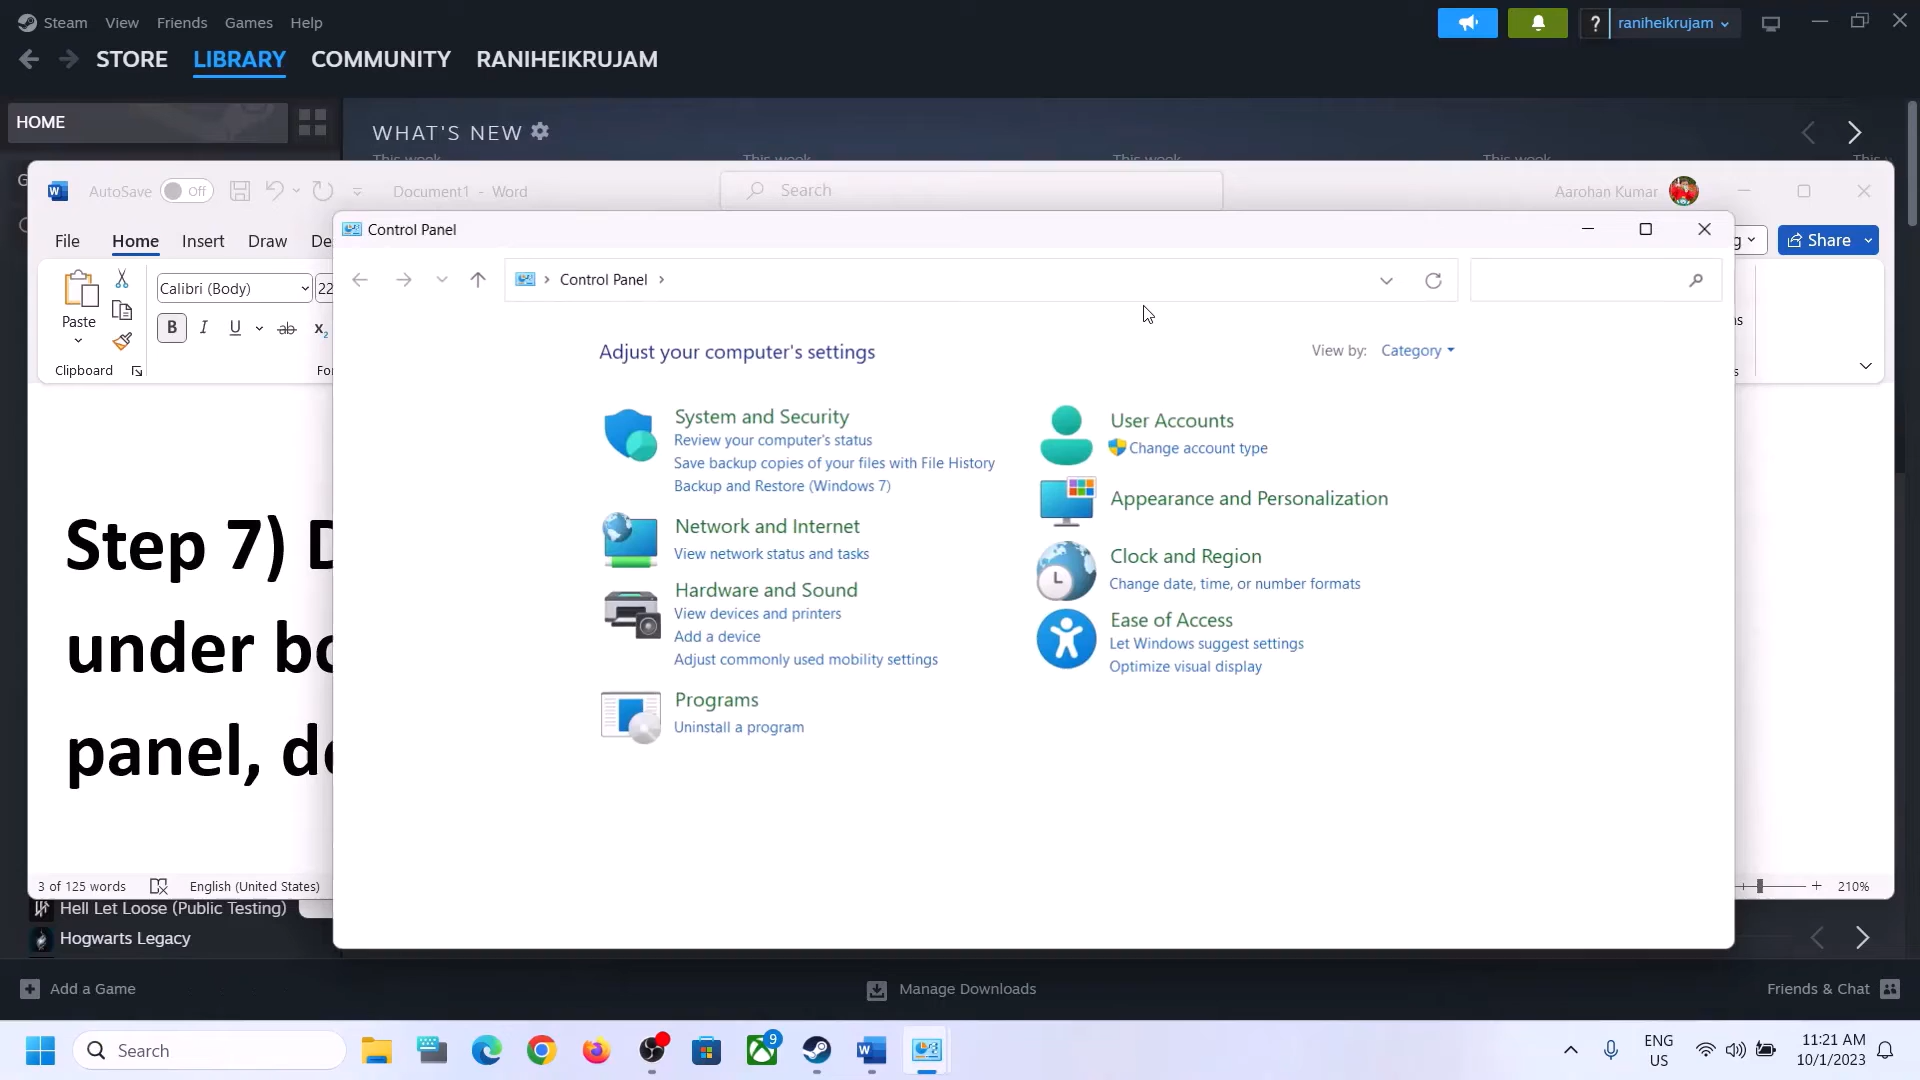 Steam View Friends Games Help
? raniheikrujam
STORE LIBRARY COMMUNITY RANIHEIKRUJAM
HOME
WHAT'S NEW
AutoSave Off Document1 - Word Search Aarohan Kumar
Control Panel
File Home Insert Draw
Share
Control Panel
Calibri (Body) 22
Paste
B I U ab x₂
Clipboard
Adjust your computer's settings
View by: Category
System and Security
Review your computer's status
Save backup copies of your files with File History
Backup and Restore (Windows 7)
Network and Internet
View network status and tasks
Hardware and Sound
View devices and printers
Add a device
Adjust commonly used mobility settings
Programs
Uninstall a program
User Accounts
Change account type
Appearance and Personalization
Clock and Region
Change date, time, or number formats
Ease of Access
Let Windows suggest settings
Optimize visual display
Step 7)
under
panel,
3 of 125 words English (United States)
210%
Hell Let Loose (Public Testing)
Hogwarts Legacy
Add a Game
Manage Downloads
Friends & Chat
Search
9
ENG
US
11:21 AM
10/1/2023